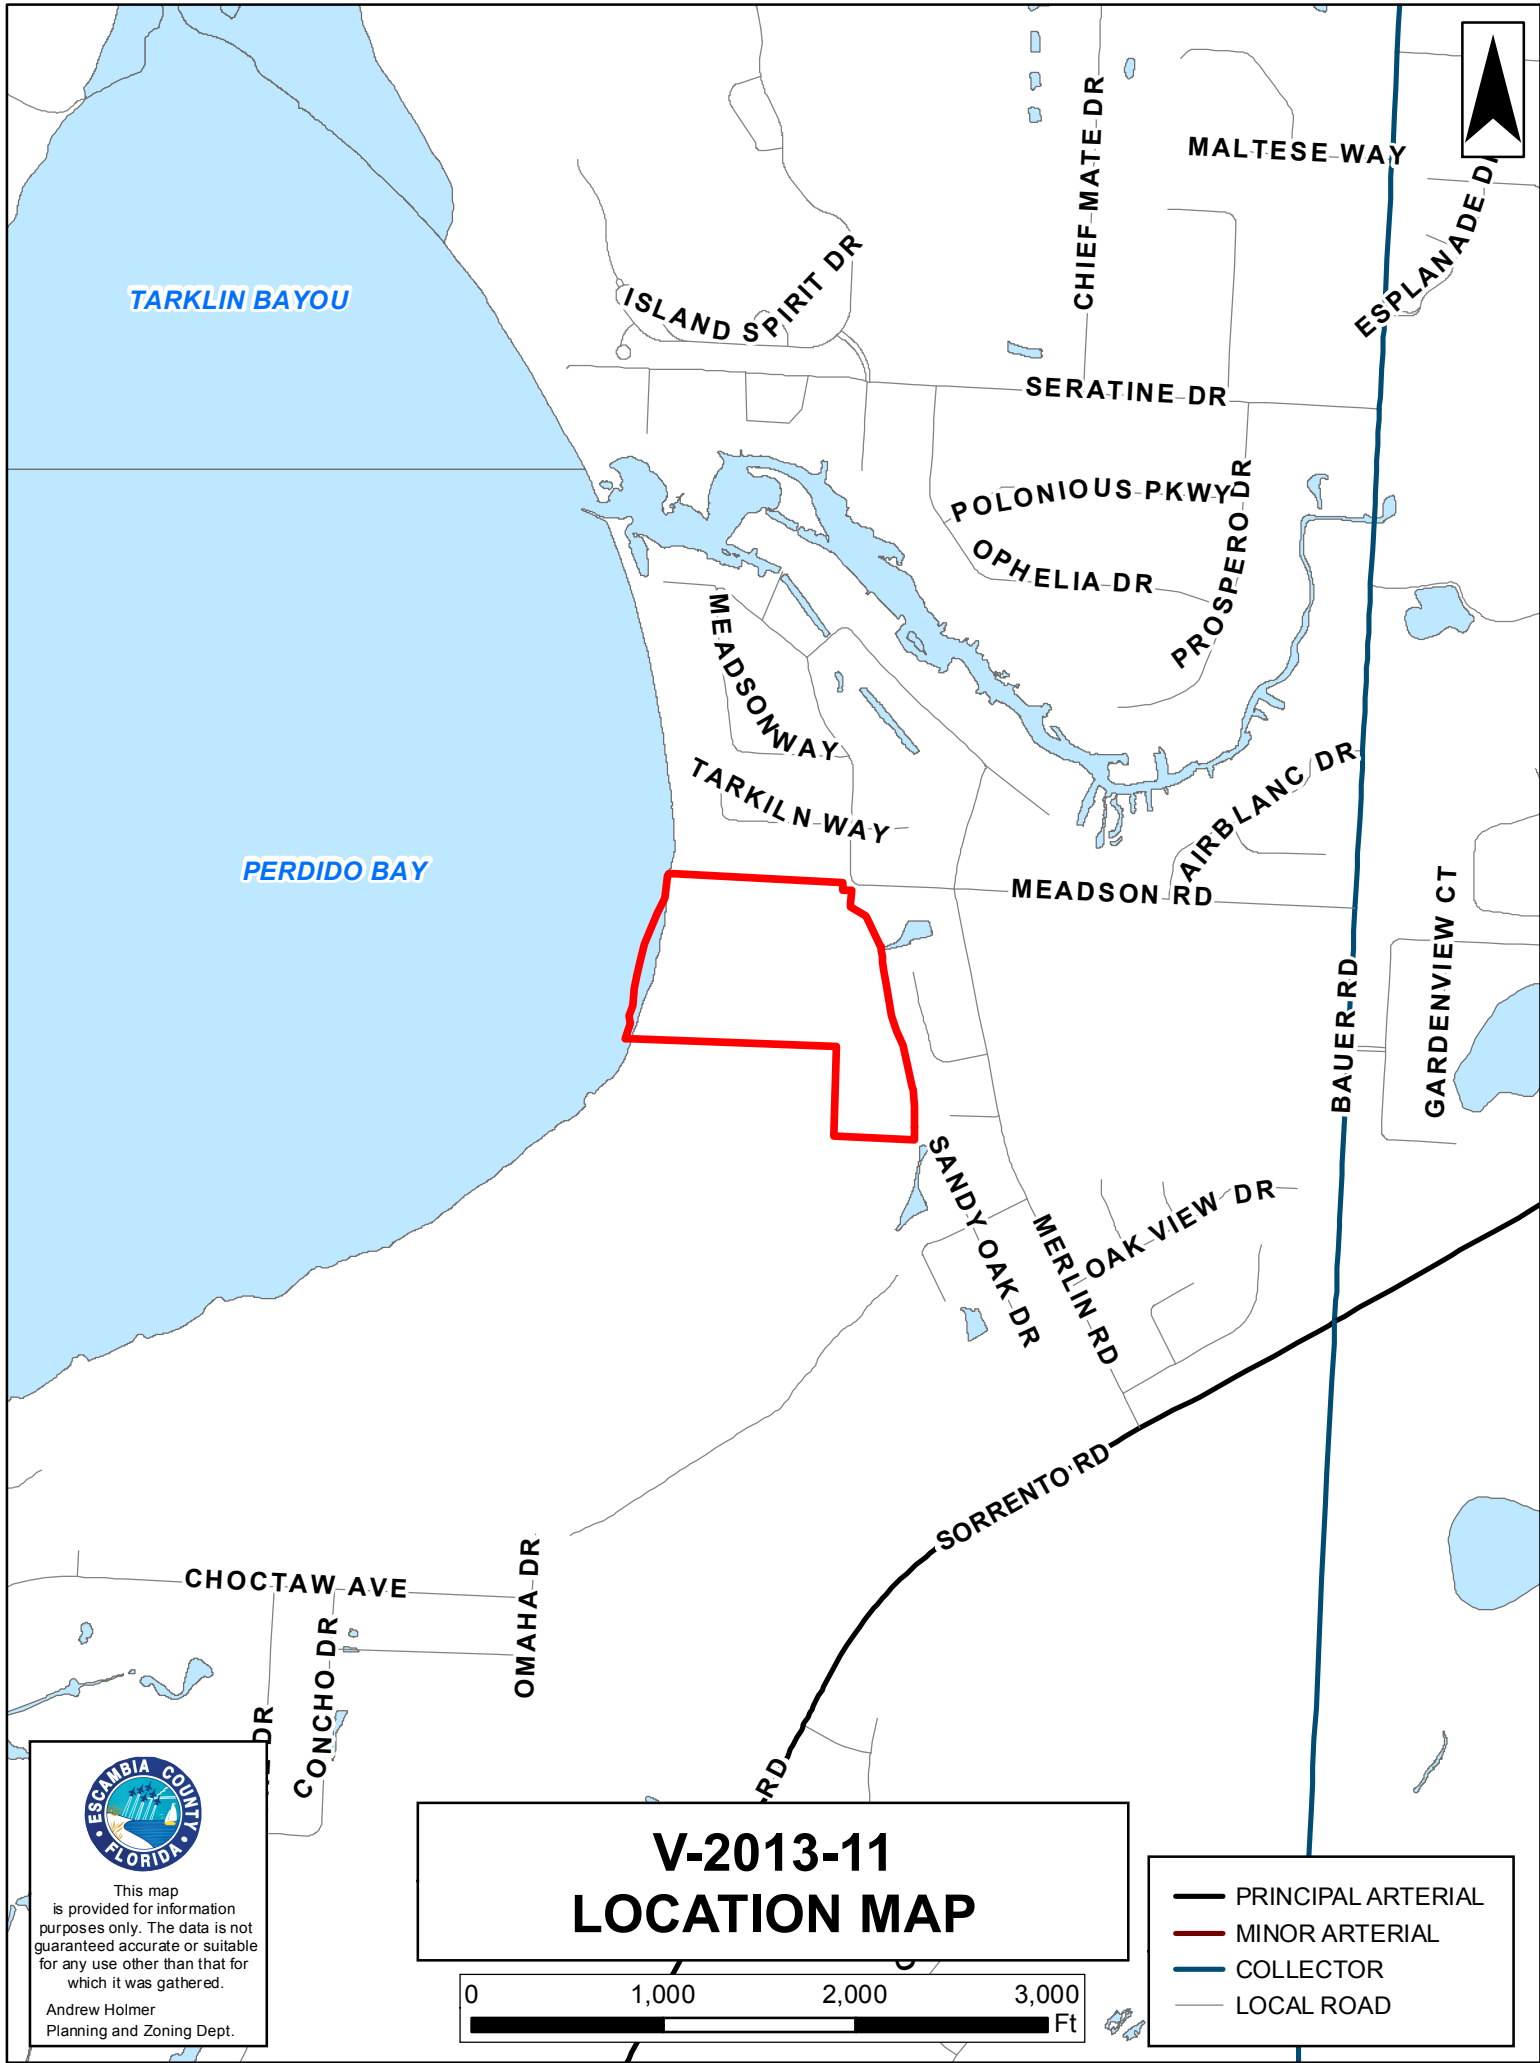 CHIEF MATE DR
MALTESE WAY
ESPLANADE
TARKLIN BAYOU
ISLAND SPIRIT DR
SERATINE DR
POLONIOUS PKWY
PROSPERO DR
OPHELIA DR
MEADSON WAY
TARKILN WAY
AIRBLANC DR
PERDIDO BAY
MEADSON RD
GARDENVIEW CT
BAUER RD
SANDY OAK DR
MERLIN RD
OAK VIEW DR
SORRENTO RD
CHOCTAW AVE
OMAHA DR
CONCHO DR
DR
RD
ESCAMBIA COUNTY
FLORIDA
This map
is provided for information
purposes only. The data is not
guaranteed accurate or suitable
for any use other than that for
which it was gathered.
Andrew Holmer
Planning and Zoning Dept.
V-2013-11
LOCATION MAP
0 1,000 2,000 3,000
Ft
PRINCIPAL ARTERIAL
MINOR ARTERIAL
COLLECTOR
LOCAL ROAD